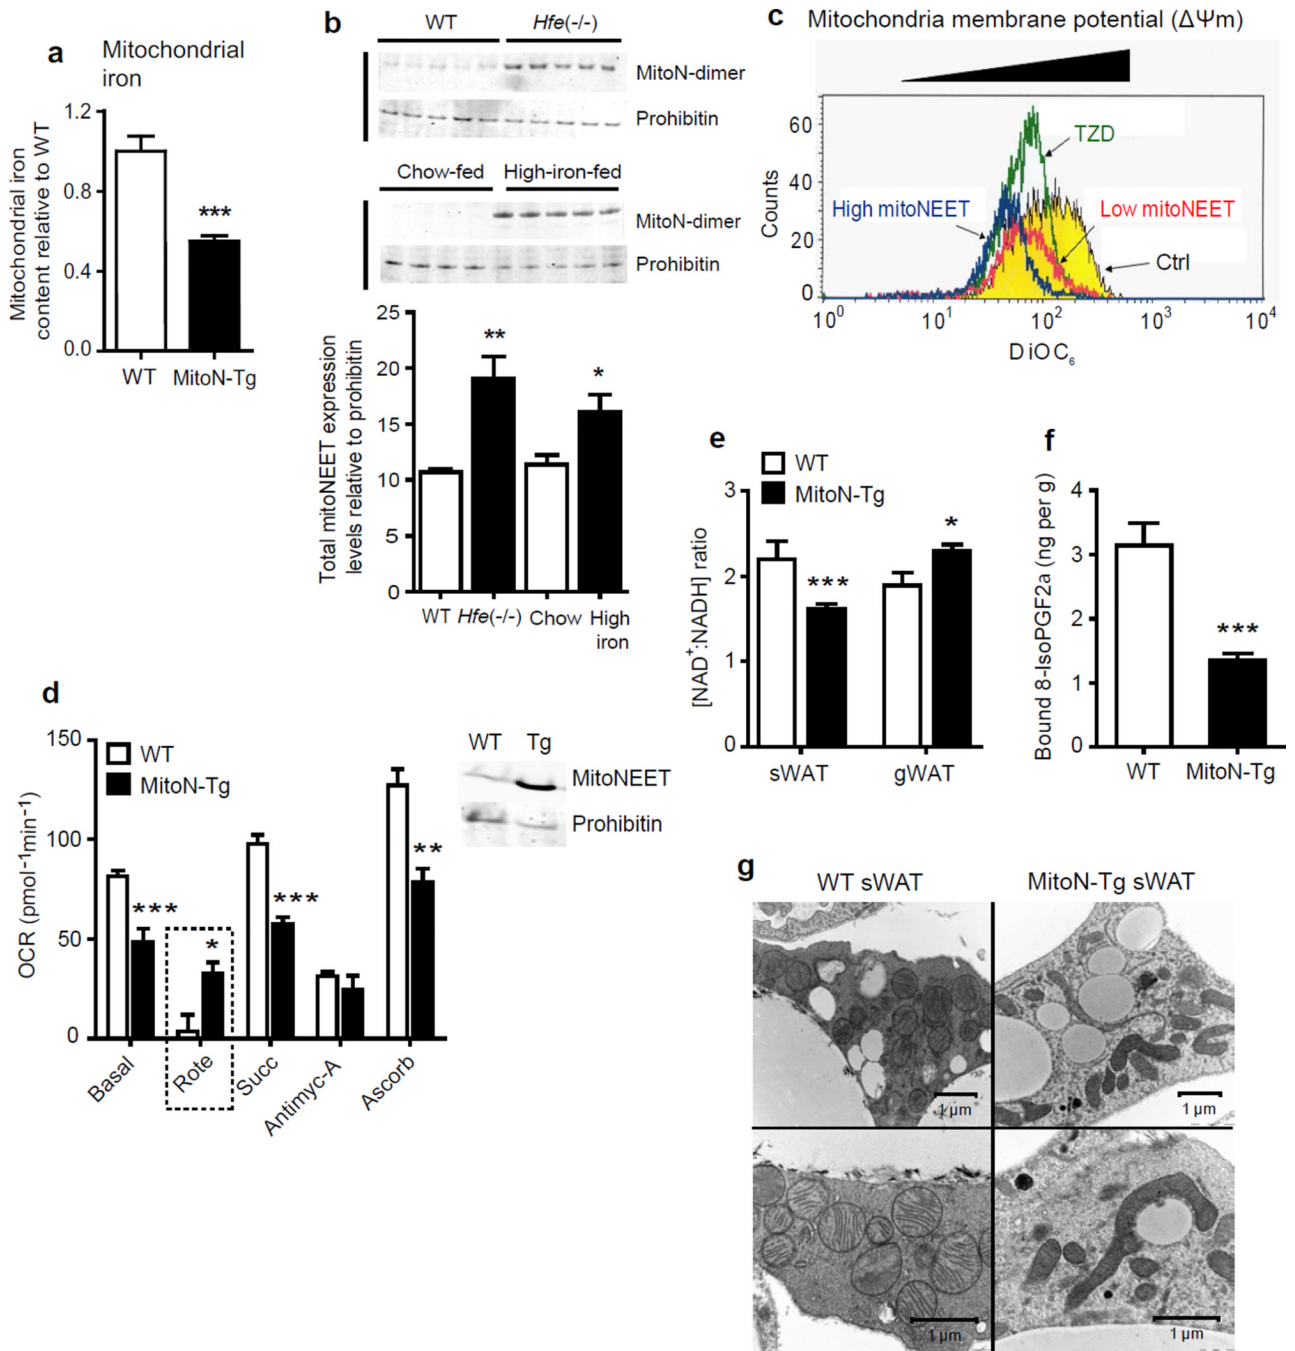 a
Mitochondrial
iron
Mitochondrial iron
content relative to WT
1.2
0.8
0.4
0.0
***
WT MitoN-Tg
b
WT Hfe(-/-)
MitoN-dimer
Prohibitin
Chow-fed High-iron-fed
MitoN-dimer
Prohibitin
Total mitoNEET expression
levels relative to prohibitin
25
20
15
10
5
0
**
*
WT Hfe(-/-) Chow High
iron
c Mitochondria membrane potential (ΔΨm)
Counts
60
40
20
0
TZD
High mitoNEET
Low mitoNEET
Ctrl
10⁰ 10¹ 10² 10³ 10⁴
DiOC₆
d
OCR (pmol⁻¹min⁻¹)
150
100
50
0
WT
MitoN-Tg
***
*
***
**
Basal
Rote
Succ
Antimyc-A
Ascorb
WT Tg
MitoNEET
Prohibitin
e
WT
MitoN-Tg
[NAD⁺:NADH] ratio
3
2
1
0
***
*
sWAT gWAT
f
Bound 8-IsoPGF2a (ng per g)
4
3
2
1
0
***
WT MitoN-Tg
g
WT sWAT MitoN-Tg sWAT
1 µm
1 µm
1 µm
1 µm